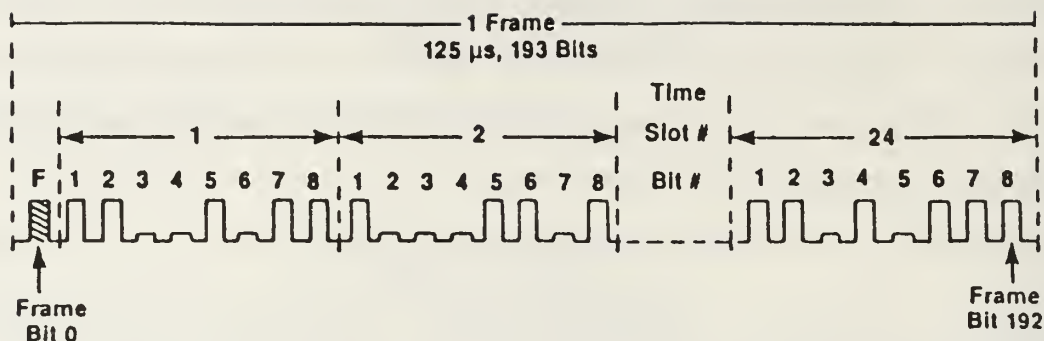 1 Frame
125 μs, 193 Bits
Time
1 2 Slot # 24
F 1 2 3 4 5 6 7 8 1 2 3 4 5 6 7 8 Bit # 1 2 3 4 5 6 7 8
Frame
Bit 0
Frame
Bit 192